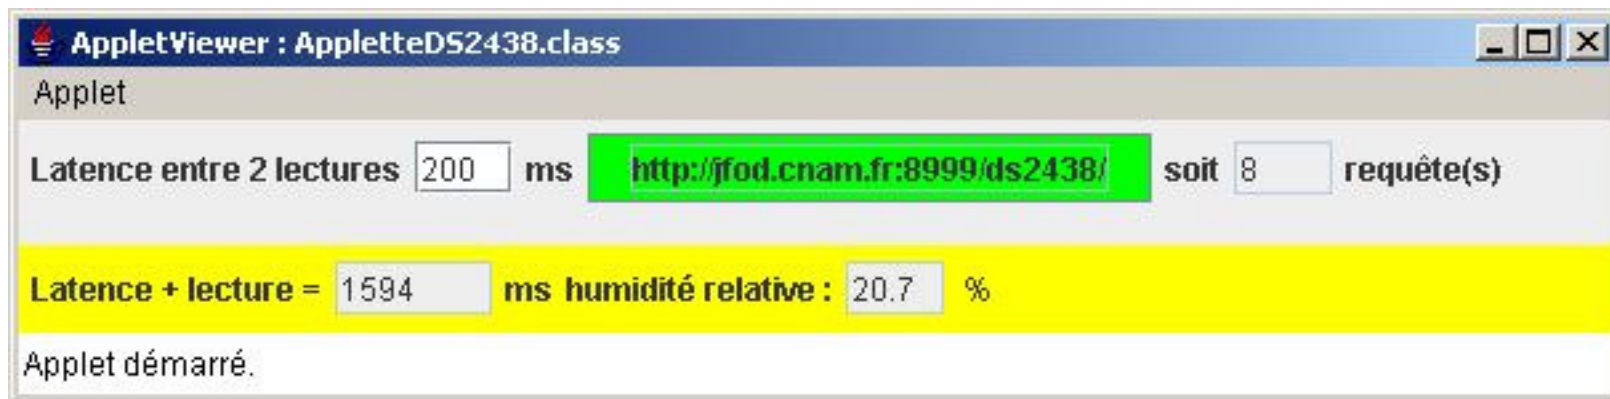 AppletViewer : AppletteDS2438.class
Applet
Latence entre 2 lectures 200 ms http://jfod.cnam.fr:8999/ds2438/ soit 8 requête(s)
Latence + lecture = 1594 ms humidité relative : 20.7 %
Applet démarré.